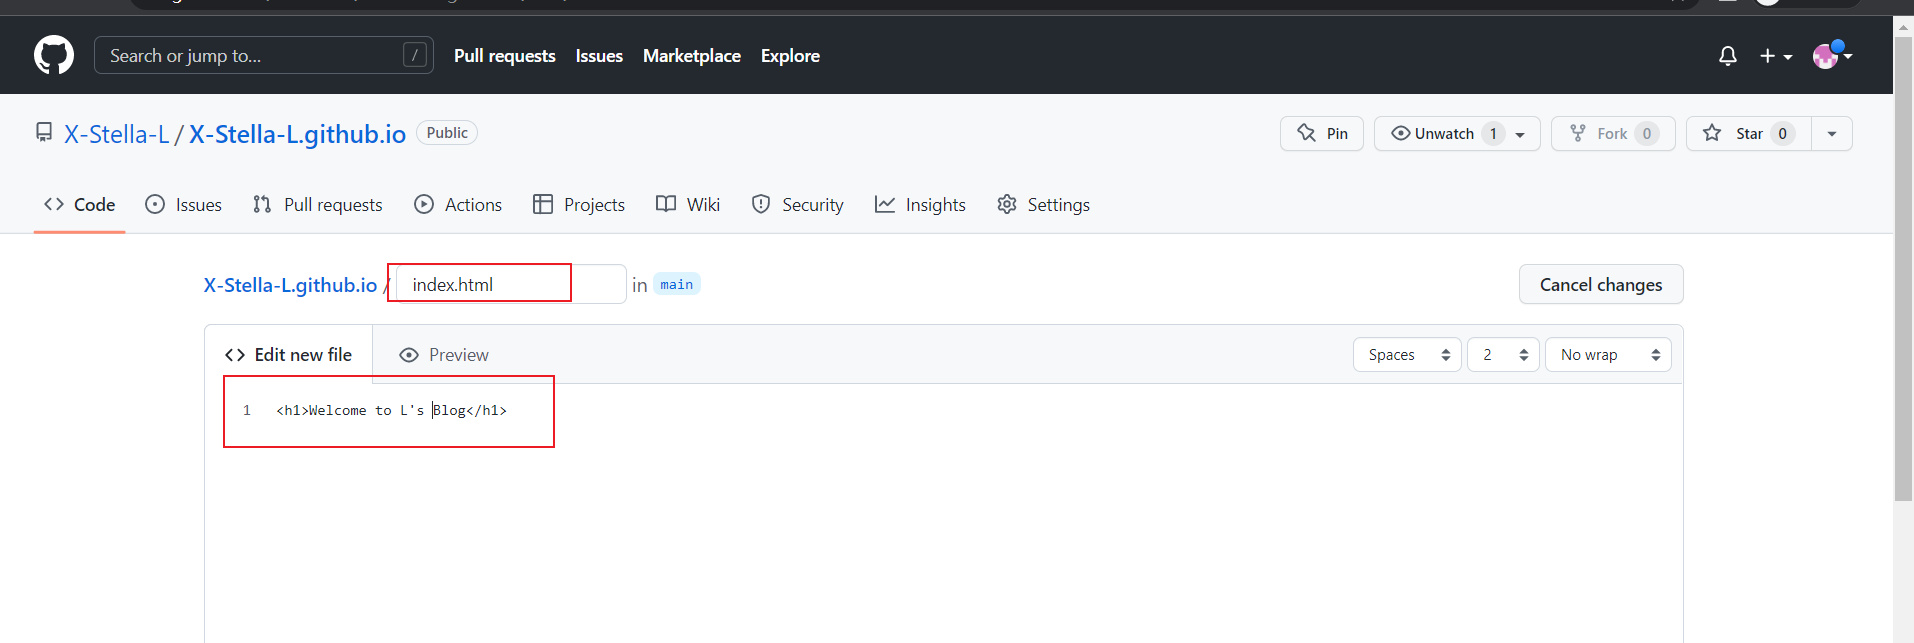 Search or jump to... /
Pull requests Issues Marketplace Explore
X-Stella-L / X-Stella-L.github.io Public
Pin Unwatch 1 Fork 0 Star 0
Code Issues Pull requests Actions Projects Wiki Security Insights Settings
X-Stella-L.github.io / index.html in main Cancel changes
Edit new file Preview Spaces 2 No wrap
1 <h1>Welcome to L's Blog</h1>